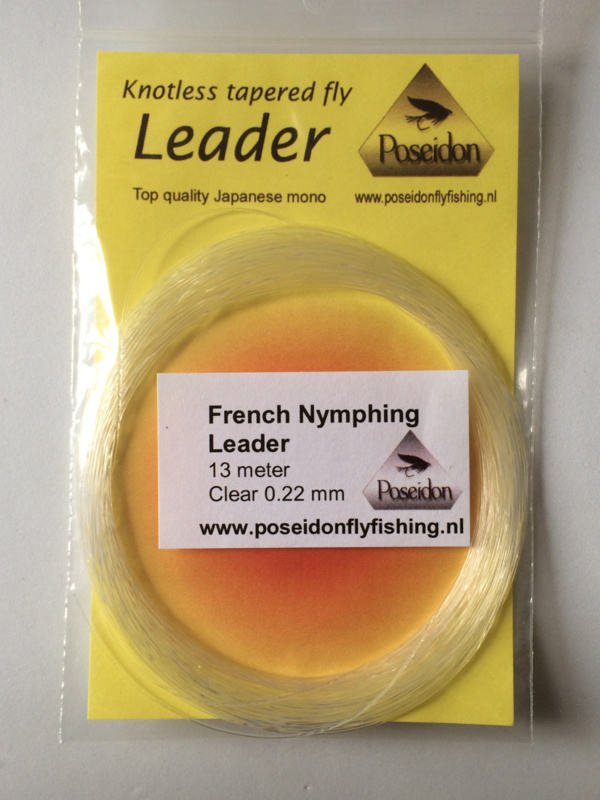 Knotless tapered fly
Leader
Poseidon
Top quality Japanese mono
www.poseidonflyfishing.nl
French Nymphing
Leader
13 meter
Clear 0.22 mm
Poseidon
www.poseidonflyfishing.nl